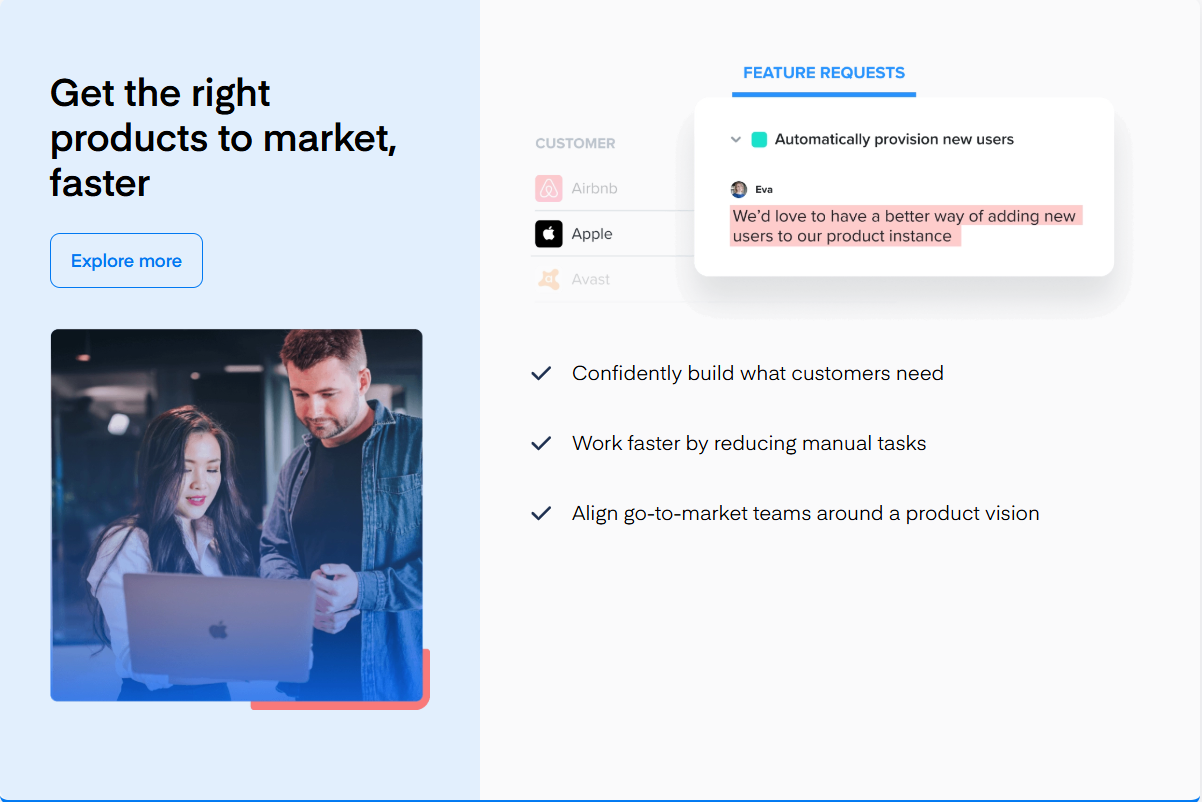 Get the right
products to market,
faster
Explore more
FEATURE REQUESTS
CUSTOMER
Airbnb
Apple
Avast
Automatically provision new users
Eva
We’d love to have a better way of adding new
users to our product instance
Confidently build what customers need
Work faster by reducing manual tasks
Align go-to-market teams around a product vision